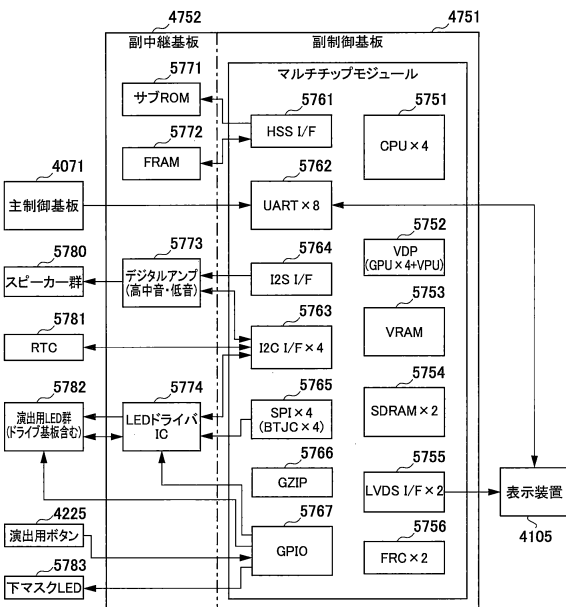 4752
4751
副中継基板
副制御基板
マルチチップモジュール
5771
サブROM
5772
FRAM
5761
HSS I/F
5751
CPU×4
4071
主制御基板
5762
UART×8
5780
スピーカー群
5773
デジタルアンプ
(高中音・低音)
5764
I2S I/F
5752
VDP
(GPU×4+VPU)
5781
RTC
5763
I2C I/F×4
5753
VRAM
5782
演出用LED群
(ドライブ基板含む)
5774
LEDドライバ
IC
5765
SPI×4
(BTJC×4)
5754
SDRAM×2
5766
GZIP
5755
LVDS I/F×2
表示装置
4105
4225
演出用ボタン
5767
GPIO
5756
FRC×2
5783
下マスクLED